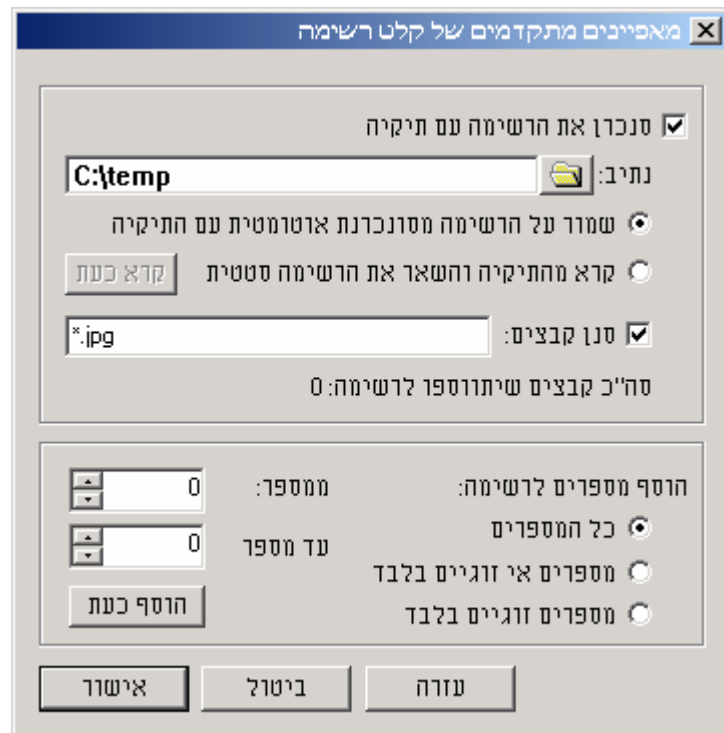 מאפיינים מתקדמים של קלט רשימה
סנכרן את הרשימה עם תיקיה
נתיב: C:\temp
שמור על הרשימה מסונכרנת אוטומטית עם התיקיה
קרא מהתיקיה והשאר את הרשימה סטטית קרא כעת
סנן קבצים: *.jpg
סה"כ קבצים שיתווספו לרשימה: 0
הוסף מספרים לרשימה: ממספר: 0
כל המספרים
עד מספר 0
מספרים אי זוגיים בלבד
מספרים זוגיים בלבד
הוסף כעת
עזרה ביטול אישור